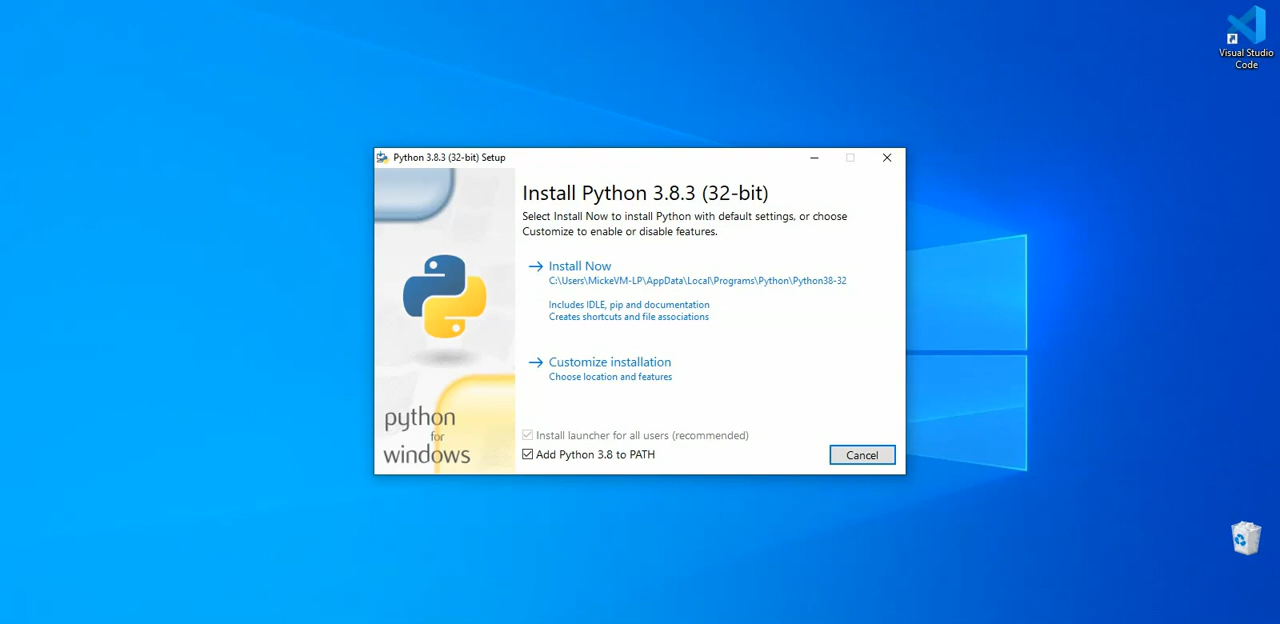 Visual Studio
Code
Python 3.8.3 (32-bit) Setup
Install Python 3.8.3 (32-bit)
Select Install Now to install Python with default settings, or choose
Customize to enable or disable features.
Install Now
C:\Users\MickeVM-LP\AppData\Local\Programs\Python\Python38-32
Includes IDLE, pip and documentation
Creates shortcuts and file associations
Customize installation
Choose location and features
python
for
windows
Install launcher for all users (recommended)
Add Python 3.8 to PATH
Cancel